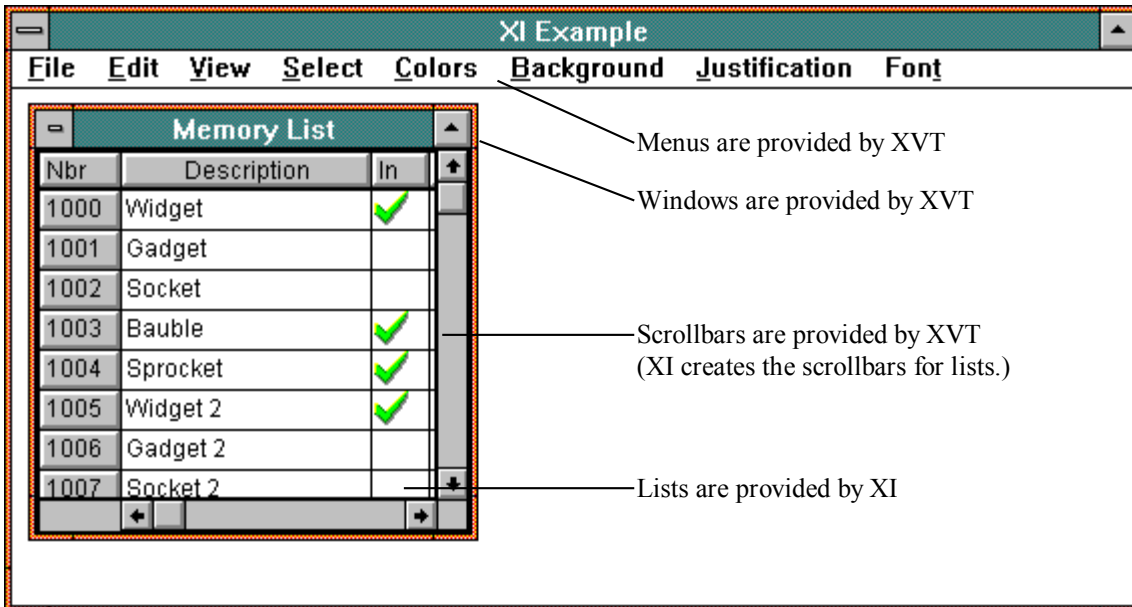 XI Example
File Edit View Select Colors Background Justification Font
Memory List
Nbr Description In
1000 Widget
1001 Gadget
1002 Socket
1003 Bauble
1004 Sprocket
1005 Widget 2
1006 Gadget 2
1007 Socket 2
Menus are provided by XVT
Windows are provided by XVT
Scrollbars are provided by XVT
(XI creates the scrollbars for lists.)
Lists are provided by XI